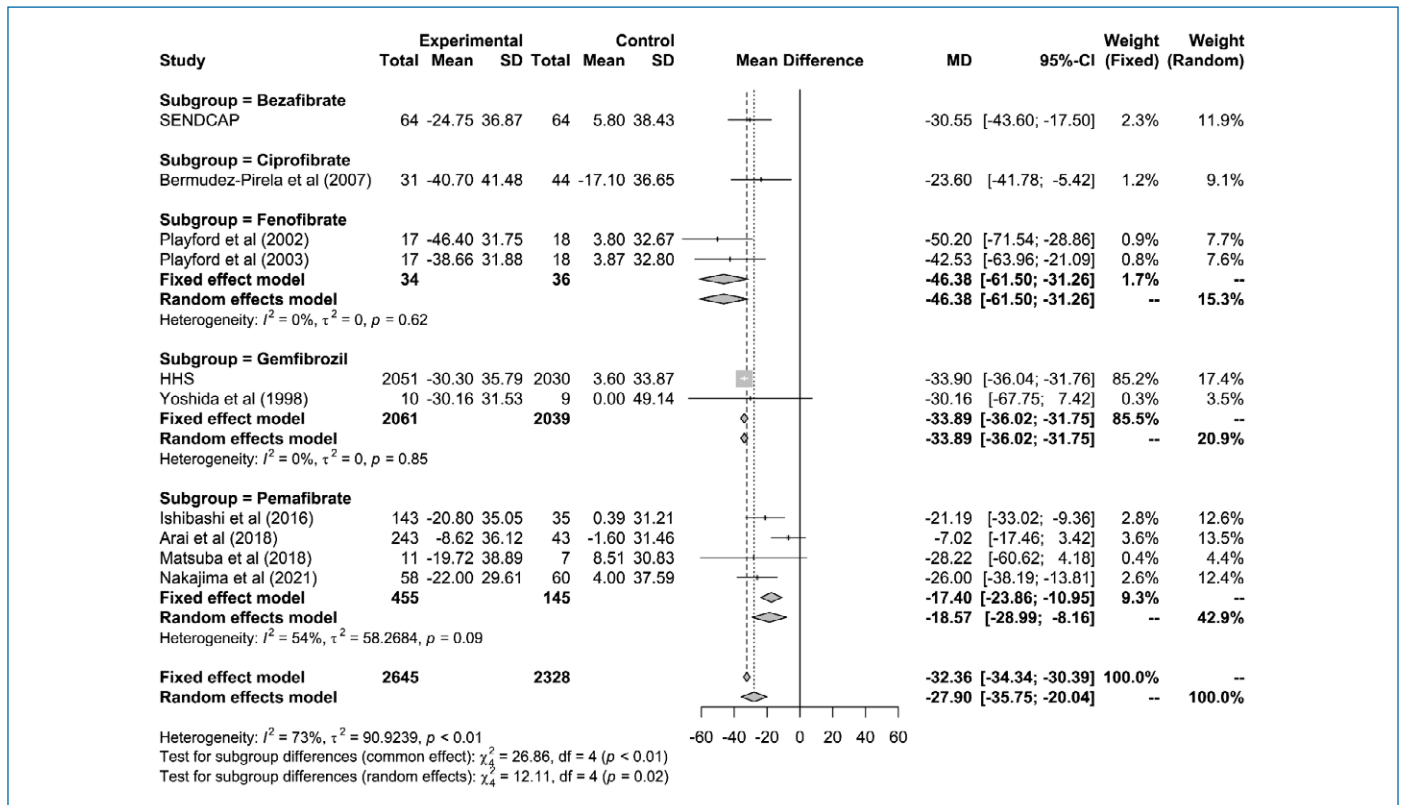 Experimental Control Weight Weight
Study Total Mean SD Total Mean SD Mean Difference MD 95%-CI (Fixed) (Random)
Subgroup = Bezafibrate
SENDCAP 64 -24.75 36.87 64 5.80 38.43 -30.55 [-43.60; -17.50] 2.3% 11.9%
Subgroup = Ciprofibrate
Bermudez-Pirela et al (2007) 31 -40.70 41.48 44 -17.10 36.65 -23.60 [-41.78; -5.42] 1.2% 9.1%
Subgroup = Fenofibrate
Playford et al (2002) 17 -46.40 31.75 18 3.80 32.67 -50.20 [-71.54; -28.86] 0.9% 7.7%
Playford et al (2003) 17 -38.66 31.88 18 3.87 32.80 -42.53 [-63.96; -21.09] 0.8% 7.6%
Fixed effect model 34 36 -46.38 [-61.50; -31.26] 1.7% --
Random effects model -46.38 [-61.50; -31.26] -- 15.3%
Heterogeneity: I² = 0%, τ² = 0, p = 0.62
Subgroup = Gemfibrozil
HHS 2051 -30.30 35.79 2030 3.60 33.87 -33.90 [-36.04; -31.76] 85.2% 17.4%
Yoshida et al (1998) 10 -30.16 31.53 9 0.00 49.14 -30.16 [-67.75; 7.42] 0.3% 3.5%
Fixed effect model 2061 2039 -33.89 [-36.02; -31.75] 85.5% --
Random effects model -33.89 [-36.02; -31.75] -- 20.9%
Heterogeneity: I² = 0%, τ² = 0, p = 0.85
Subgroup = Pemafibrate
Ishibashi et al (2016) 143 -20.80 35.05 35 0.39 31.21 -21.19 [-33.02; -9.36] 2.8% 12.6%
Arai et al (2018) 243 -8.62 36.12 43 -1.60 31.46 -7.02 [-17.46; 3.42] 3.6% 13.5%
Matsuba et al (2018) 11 -19.72 38.89 7 8.51 30.83 -28.22 [-60.62; 4.18] 0.4% 4.4%
Nakajima et al (2021) 58 -22.00 29.61 60 4.00 37.59 -26.00 [-38.19; -13.81] 2.6% 12.4%
Fixed effect model 455 145 -17.40 [-23.86; -10.95] 9.3% --
Random effects model -18.57 [-28.99; -8.16] -- 42.9%
Heterogeneity: I² = 54%, τ² = 58.2684, p = 0.09
Fixed effect model 2645 2328 -32.36 [-34.34; -30.39] 100.0% --
Random effects model -27.90 [-35.75; -20.04] -- 100.0%
-60 -40 -20 0 20 40 60
Heterogeneity: I² = 73%, τ² = 90.9239, p < 0.01
Test for subgroup differences (common effect): χ²₄ = 26.86, df = 4 (p < 0.01)
Test for subgroup differences (random effects): χ²₄ = 12.11, df = 4 (p = 0.02)